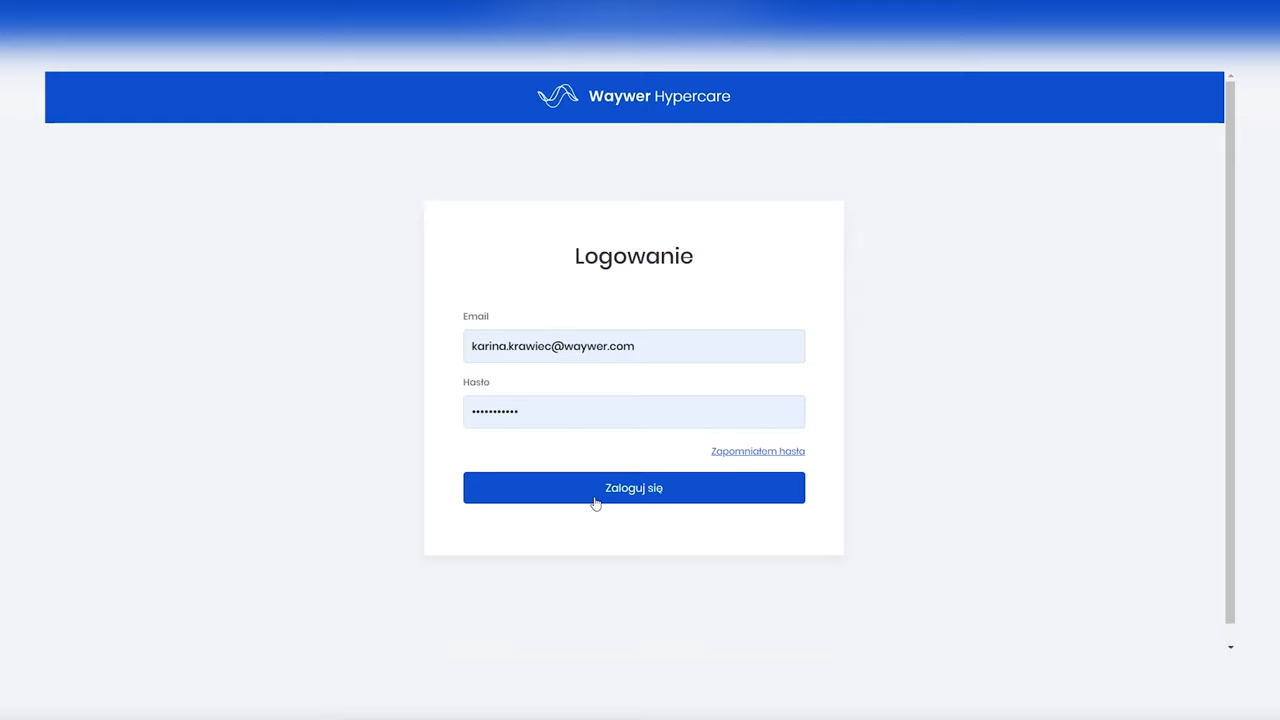 Waywer Hypercare
Logowanie
Email
karina.krawiec@waywer.com
Hasło
•••••••••••
Zapomniałem hasła
Zaloguj się